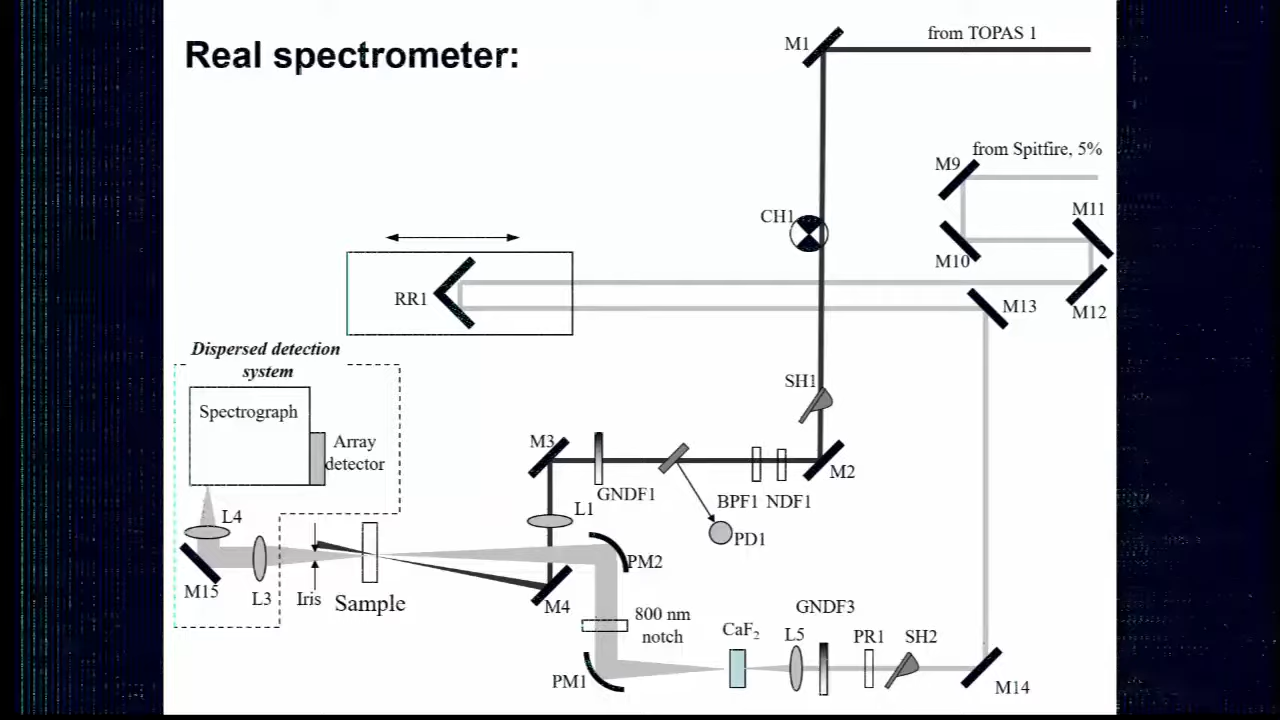 Real spectrometer:
M1
from TOPAS 1
from Spitfire, 5%
M9
M11
CH1
M10
RR1
M13
M12
Dispersed detection
system
SH1
Spectrograph
Array
detector
M3
M2
GNDF1
BPF1
NDF1
L1
L4
PD1
PM2
M15
L3
Iris
Sample
M4
800 nm
notch
GNDF3
CaF₂
L5
PR1
SH2
PM1
M14